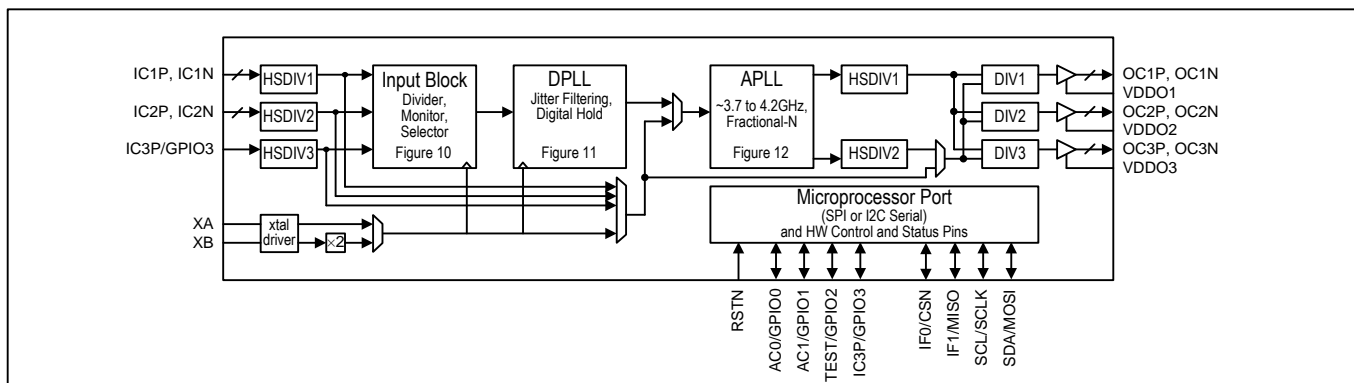 IC1P, IC1N
HSDIV1
IC2P, IC2N
HSDIV2
IC3P/GPIO3
HSDIV3
XA
XB
xtal
driver
×2
Input Block
Divider,
Monitor,
Selector
Figure 10
DPLL
Jitter Filtering,
Digital Hold
Figure 11
APLL
~3.7 to 4.2GHz,
Fractional-N
Figure 12
HSDIV1
HSDIV2
DIV1
DIV2
DIV3
OC1P, OC1N
VDDO1
OC2P, OC2N
VDDO2
OC3P, OC3N
VDDO3
Microprocessor Port
(SPI or I2C Serial)
and HW Control and Status Pins
RSTN
AC0/GPIO0
AC1/GPIO1
TEST/GPIO2
IC3P/GPIO3
IF0/CSN
IF1/MISO
SCL/SCLK
SDA/MOSI